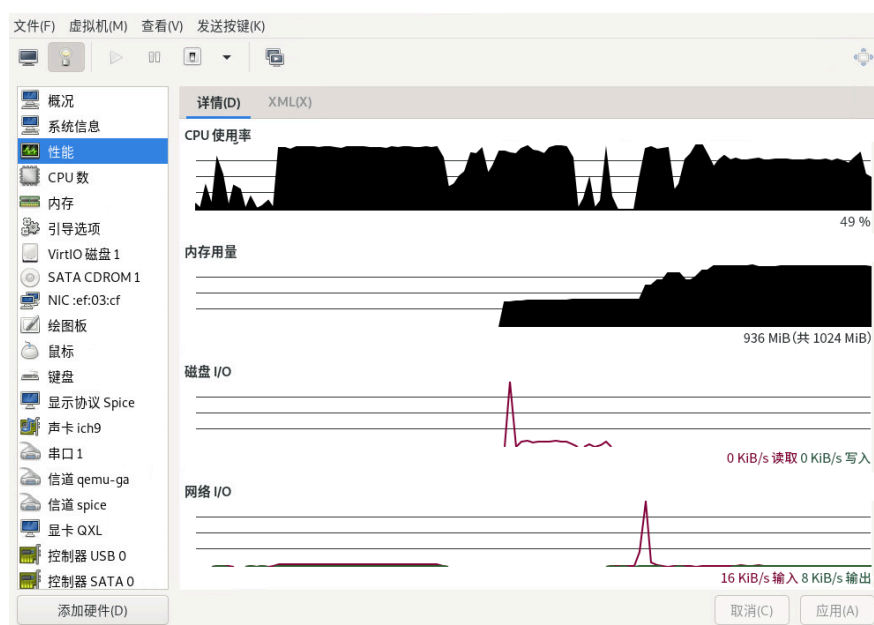 文件(F) 虚拟机(M) 查看(V) 发送按键(K)
概况
系统信息
性能
CPU 数
内存
引导选项
VirtIO 磁盘 1
SATA CDROM 1
NIC :ef:03:cf
绘图板
鼠标
键盘
显示协议 Spice
声卡 ich9
串口 1
信道 qemu-ga
信道 spice
显卡 QXL
控制器 USB 0
控制器 SATA 0
添加硬件(D)
详情(D) XML(X)
CPU 使用率
49 %
内存用量
936 MiB (共 1024 MiB)
磁盘 I/O
0 KiB/s 读取 0 KiB/s 写入
网络 I/O
16 KiB/s 输入 8 KiB/s 输出
取消(C) 应用(A)